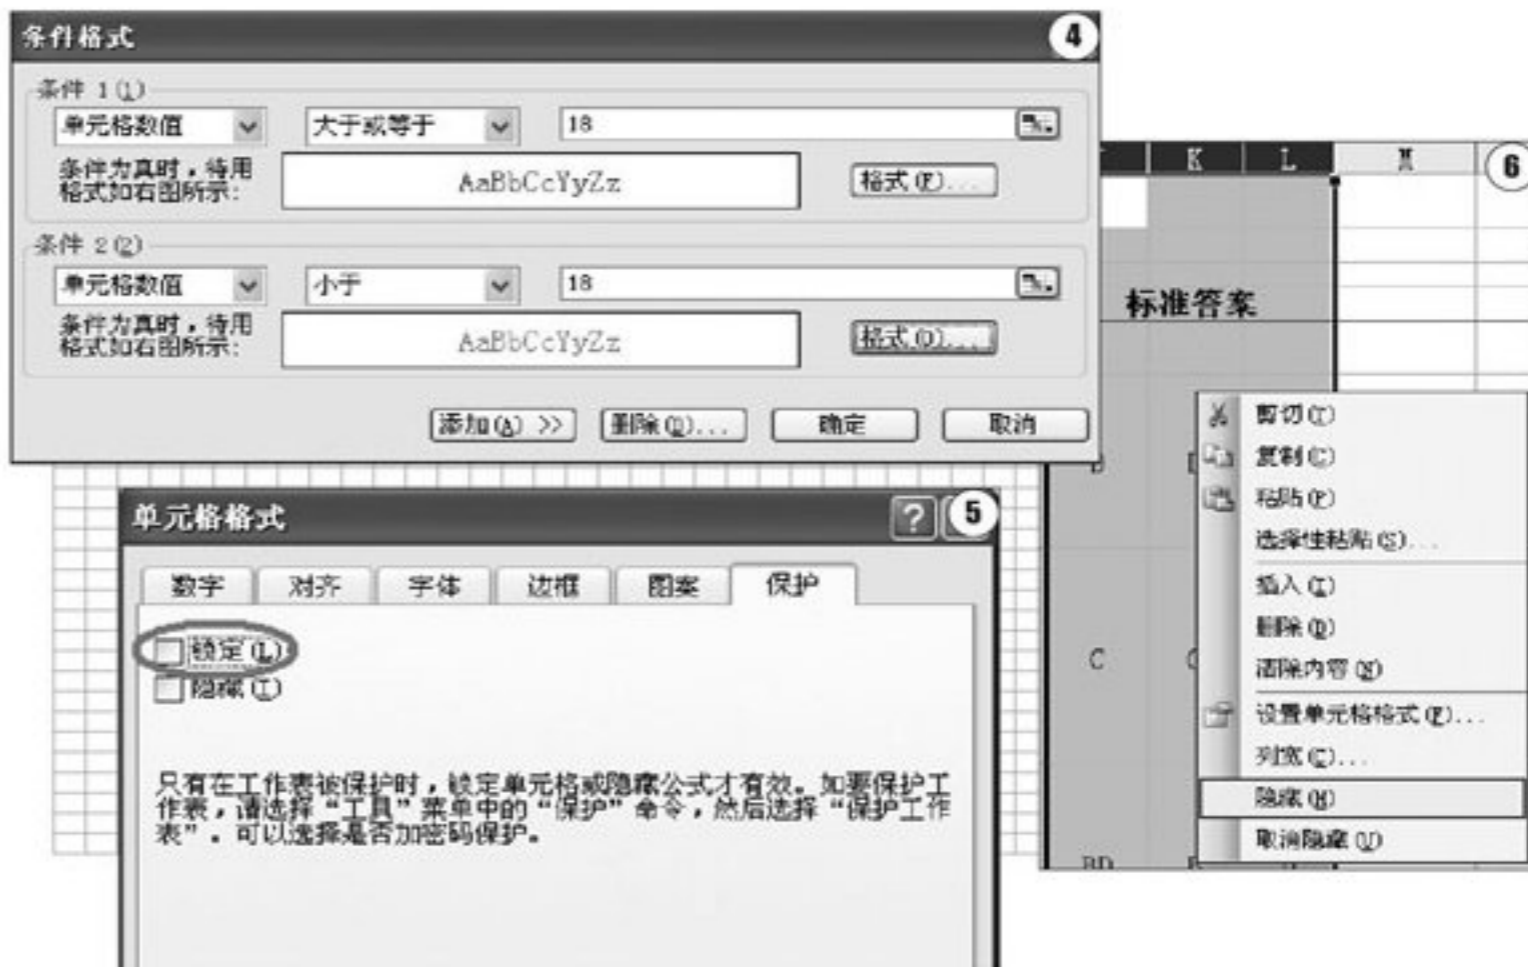 条件格式
4
条件 1(1)
单元格数值
大于或等于
18
条件为真时，待用
格式如右图所示:
AaBbCcYyZz
格式(F)...
条件 2(2)
单元格数值
小于
18
条件为真时，待用
格式如右图所示:
AaBbCcYyZz
格式(O)...
添加(A) >>
删除(D)...
确定
取消
单元格格式
?
5
数字
对齐
字体
边框
图案
保护
锁定(L)
隐藏(I)
只有在工作表被保护时，锁定单元格或隐藏公式才有效。如要保护工
作表，请选择“工具”菜单中的“保护”命令，然后选择“保护工作
表”。可以选择是否加密码保护。
K
L
M
6
标准答案
C
BD
剪切(T)
复制(C)
粘贴(P)
选择性粘贴(S)...
插入(I)
删除(D)
清除内容(N)
设置单元格格式(F)...
列宽(C)...
隐藏(H)
取消隐藏(U)